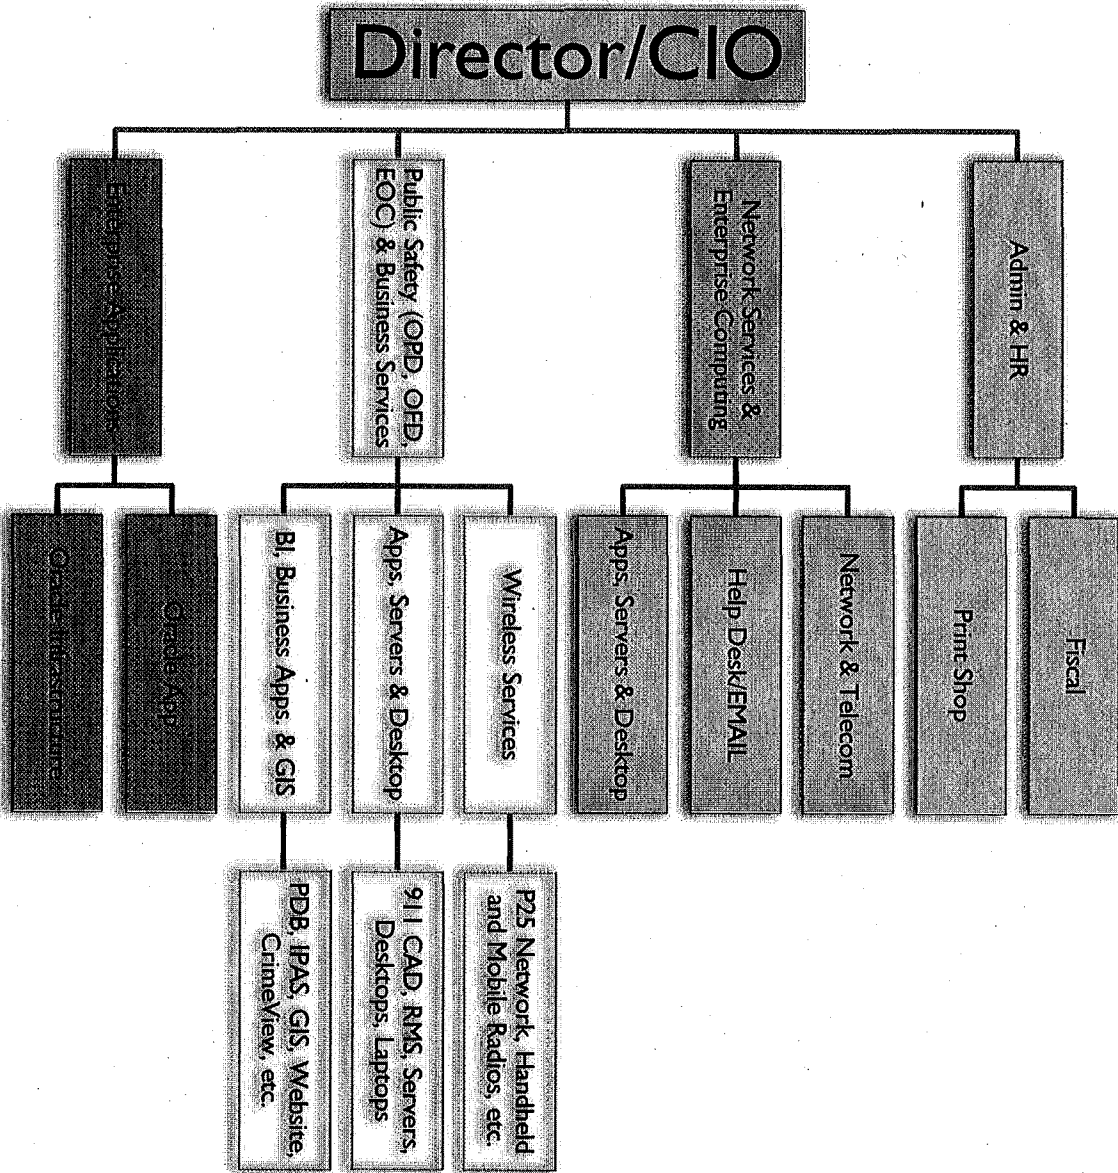 Director/CIO
Enterprise Applications
Public Safety (OPD, OFD,
EOC) & Business Services
Network Services &
Enterprise Computing
Admin & HR
Oracle Infrastructure
Oracle App
BI, Business Apps. & GIS
Apps, Servers & Desktop
Wireless Services
Apps, Servers & Desktop
Help Desk/EMAIL
Network & Telecom
Print Shop
Fiscal
PDB, IPAS, GIS, Website,
CrimeView, etc.
911 CAD, RMS, Servers,
Desktops, Laptops
P25 Network, Handheld
and Mobile Radios, etc.